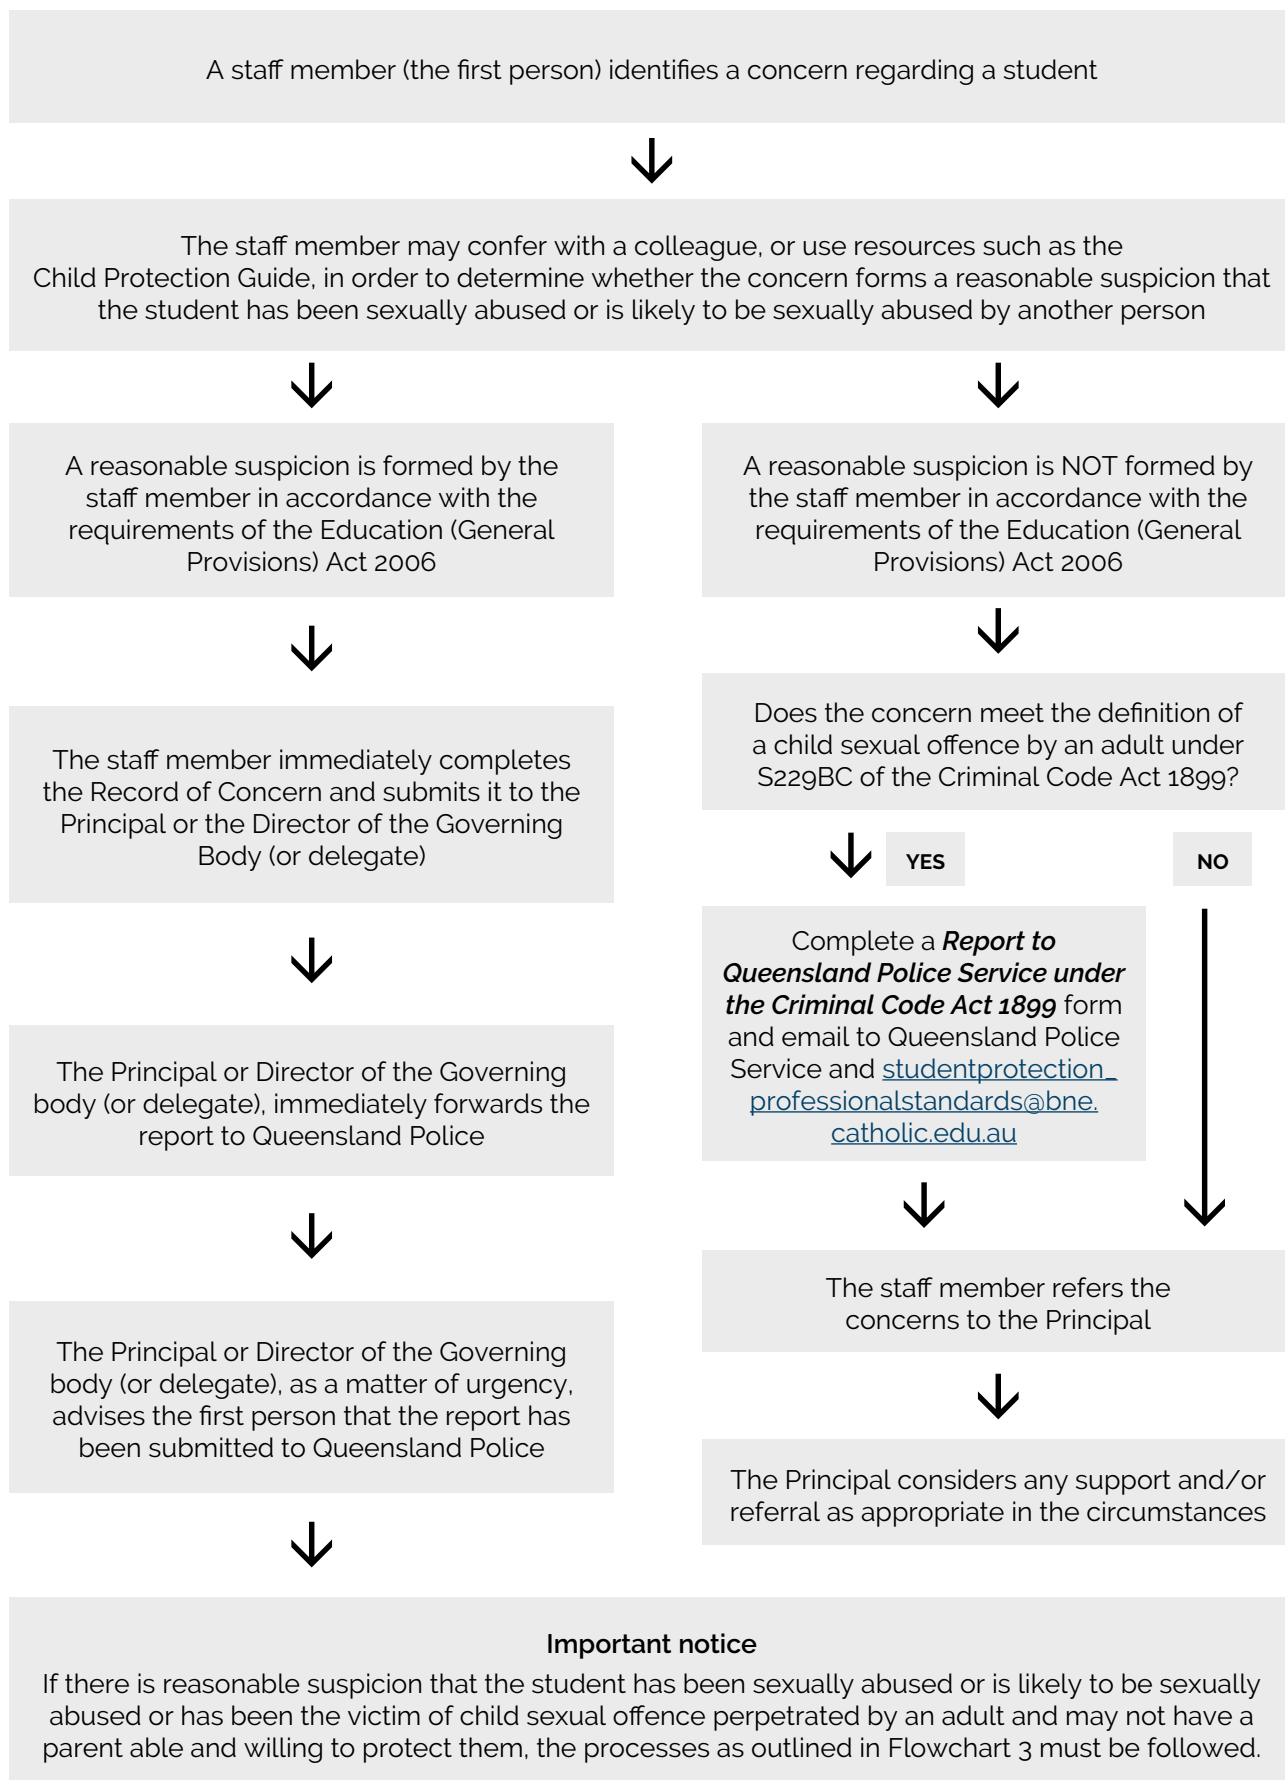 A staff member (the first person) identifies a concern regarding a student
The staff member may confer with a colleague, or use resources such as the
Child Protection Guide, in order to determine whether the concern forms a reasonable suspicion that
the student has been sexually abused or is likely to be sexually abused by another person
A reasonable suspicion is formed by the
staff member in accordance with the
requirements of the Education (General
Provisions) Act 2006
The staff member immediately completes
the Record of Concern and submits it to the
Principal or the Director of the Governing
Body (or delegate)
The Principal or Director of the Governing
body (or delegate), immediately forwards the
report to Queensland Police
The Principal or Director of the Governing
body (or delegate), as a matter of urgency,
advises the first person that the report has
been submitted to Queensland Police
A reasonable suspicion is NOT formed by
the staff member in accordance with the
requirements of the Education (General
Provisions) Act 2006
Does the concern meet the definition of
a child sexual offence by an adult under
S229BC of the Criminal Code Act 1899?
YES
NO
Complete a Report to
Queensland Police Service under
the Criminal Code Act 1899 form
and email to Queensland Police
Service and studentprotection_
professionalstandards@bne.
catholic.edu.au
The staff member refers the
concerns to the Principal
The Principal considers any support and/or
referral as appropriate in the circumstances
Important notice
If there is reasonable suspicion that the student has been sexually abused or is likely to be sexually
abused or has been the victim of child sexual offence perpetrated by an adult and may not have a
parent able and willing to protect them, the processes as outlined in Flowchart 3 must be followed.